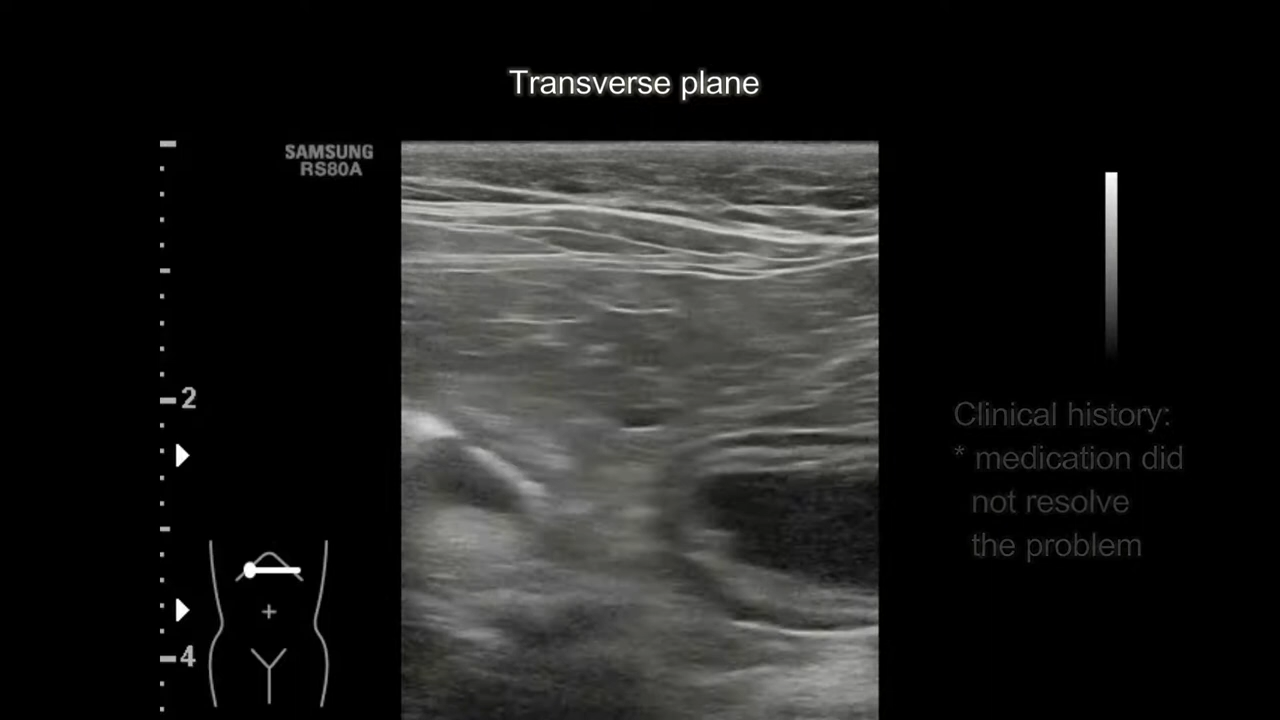 Transverse plane
SAMSUNG
RS80A
2
4
Clinical history:
* medication did
not resolve
the problem